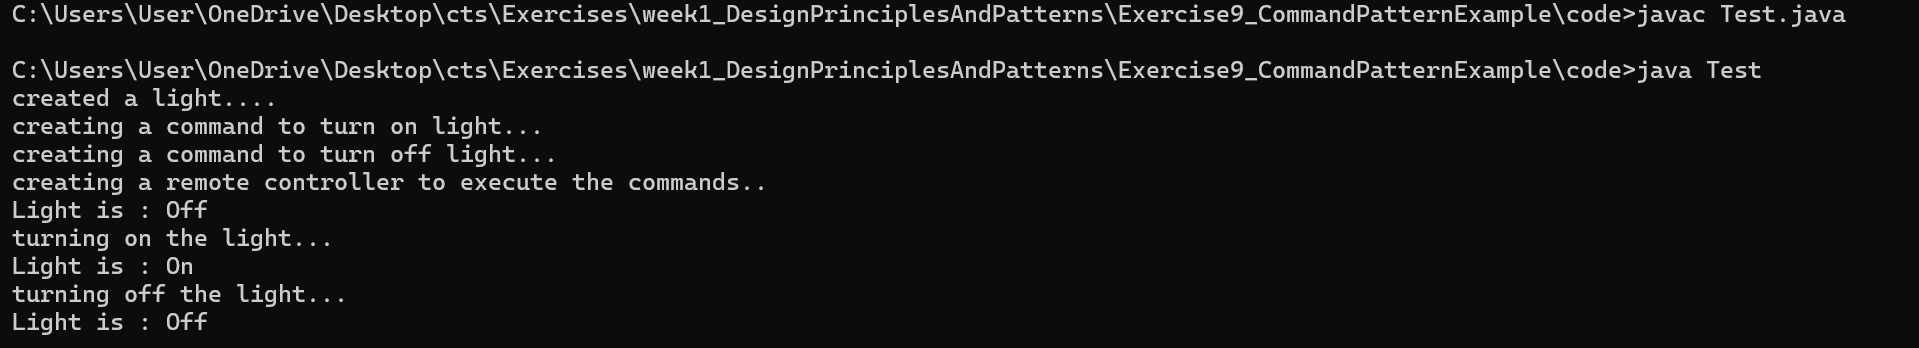 C:\Users\User\OneDrive\Desktop\cts\Exercises\week1_DesignPrinciplesAndPatterns\Exercise9_CommandPatternExample\code>javac Test.java
C:\Users\User\OneDrive\Desktop\cts\Exercises\week1_DesignPrinciplesAndPatterns\Exercise9_CommandPatternExample\code>java Test
created a light....
creating a command to turn on light...
creating a command to turn off light...
creating a remote controller to execute the commands..
Light is : Off
turning on the light...
Light is : On
turning off the light...
Light is : Off